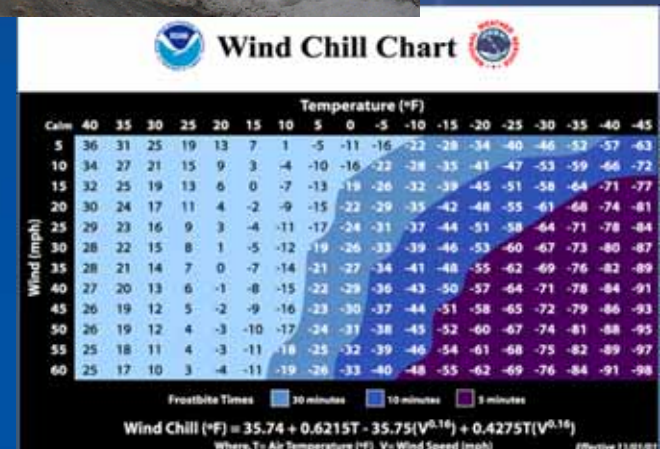 Wind Chill Chart
Temperature (°F)
Calm 40 35 30 25 20 15 10 5 0 -5 -10 -15 -20 -25 -30 -35 -40 -45
5 36 31 25 19 13 7 1 -5 -11 -16 -22 -28 -34 -40 -46 -52 -57 -63
10 34 27 21 15 9 3 -4 -10 -16 -22 -28 -35 -41 -47 -53 -59 -66 -72
15 32 25 19 13 6 0 -7 -13 -19 -26 -32 -39 -45 -51 -58 -64 -71 -77
20 30 24 17 11 4 -2 -9 -15 -22 -29 -35 -42 -48 -55 -61 -68 -74 -81
25 29 23 16 9 3 -4 -11 -17 -24 -31 -37 -44 -51 -58 -64 -71 -78 -84
30 28 22 15 8 1 -5 -12 -19 -26 -33 -39 -46 -53 -60 -67 -73 -80 -87
35 28 21 14 7 0 -7 -14 -21 -27 -34 -41 -48 -55 -62 -69 -76 -82 -89
40 27 20 13 6 -1 -8 -15 -22 -29 -36 -43 -50 -57 -64 -71 -78 -84 -91
45 26 19 12 5 -2 -9 -16 -23 -30 -37 -44 -51 -58 -65 -72 -79 -86 -93
50 26 19 12 4 -3 -10 -17 -24 -31 -38 -45 -52 -60 -67 -74 -81 -88 -95
55 25 18 11 4 -3 -11 -18 -25 -32 -39 -46 -54 -61 -68 -75 -82 -89 -97
60 25 17 10 3 -4 -11 -19 -26 -33 -40 -48 -55 -62 -69 -76 -84 -91 -98
Wind (mph)
Frostbite Times 30 minutes 10 minutes 5 minutes
Wind Chill (°F) = 35.74 + 0.6215T - 35.75(V⁰·¹⁶) + 0.4275T(V⁰·¹⁶)
Where, T= Air Temperature (°F) V= Wind Speed (mph) Effective 11/01/01